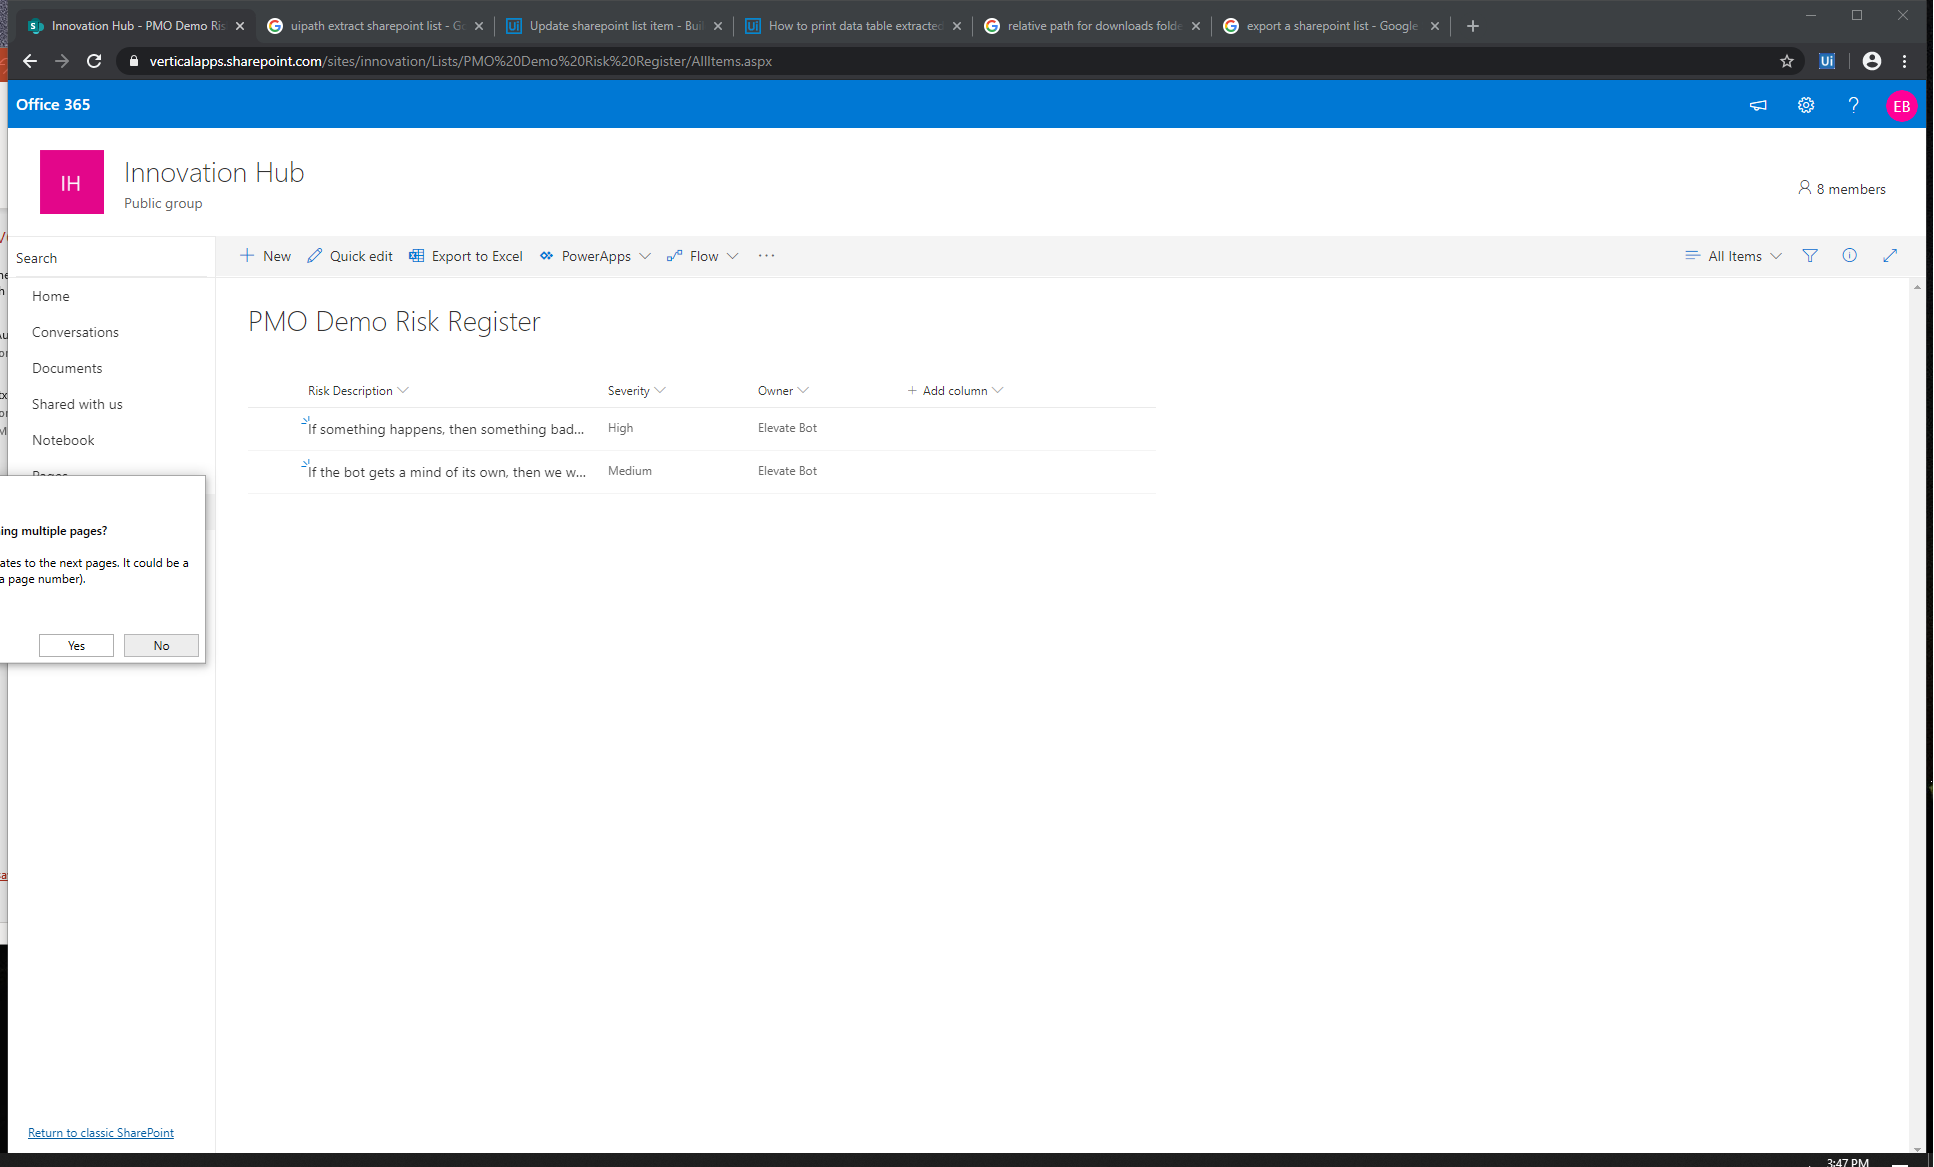 Innovation Hub - PMO Demo Ris
uipath extract sharepoint list - Go
Update sharepoint list item - Buil
How to print data table extracted
relative path for downloads folde
export a sharepoint list - Google
verticalapps.sharepoint.com/sites/innovation/Lists/PMO%20Demo%20Risk%20Register/AllItems.aspx
Ui
Office 365
EB
IH
Innovation Hub
Public group
8 members
Search
New Quick edit Export to Excel PowerApps Flow ...
All Items
Home
Conversations
Documents
Shared with us
Notebook
Pages
PMO Demo Risk Register
Risk Description Severity Owner + Add column
If something happens, then something bad... High Elevate Bot
If the bot gets a mind of its own, then we w... Medium Elevate Bot
ing multiple pages?
ates to the next pages. It could be a
a page number).
Yes No
Return to classic SharePoint
3:47 PM